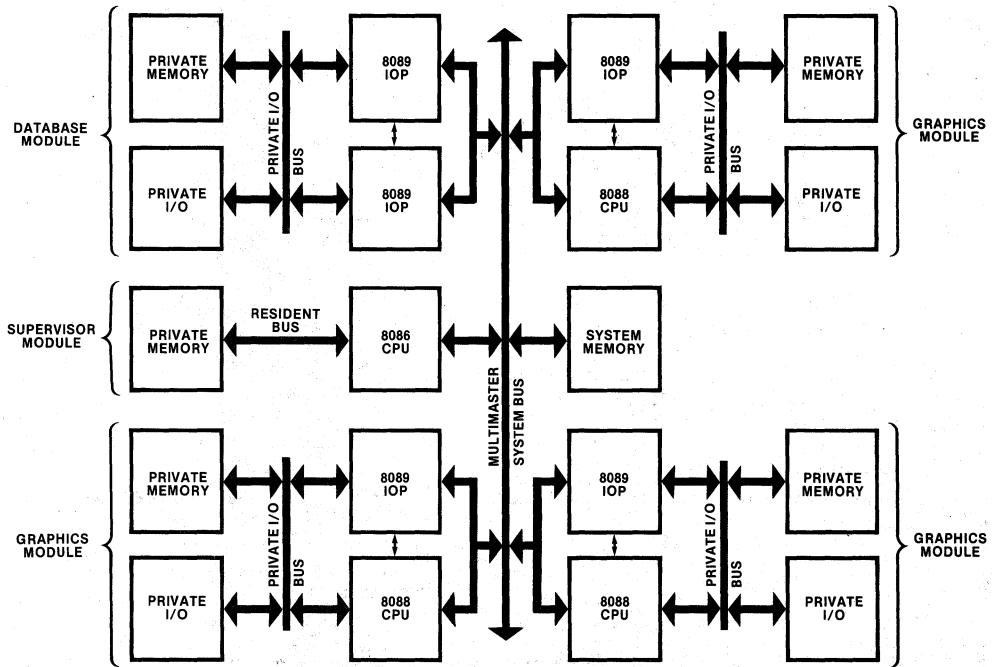 DATABASE
MODULE
PRIVATE
MEMORY
PRIVATE I/O
BUS
8089
IOP
PRIVATE
I/O
8089
IOP
8089
IOP
PRIVATE I/O
BUS
PRIVATE
MEMORY
8088
CPU
PRIVATE
I/O
GRAPHICS
MODULE
SUPERVISOR
MODULE
PRIVATE
MEMORY
RESIDENT
BUS
8086
CPU
MULTIMASTER
SYSTEM BUS
SYSTEM
MEMORY
GRAPHICS
MODULE
PRIVATE
MEMORY
PRIVATE I/O
BUS
8089
IOP
PRIVATE
I/O
8088
CPU
8089
IOP
PRIVATE I/O
BUS
PRIVATE
MEMORY
8088
CPU
PRIVATE
I/O
GRAPHICS
MODULE